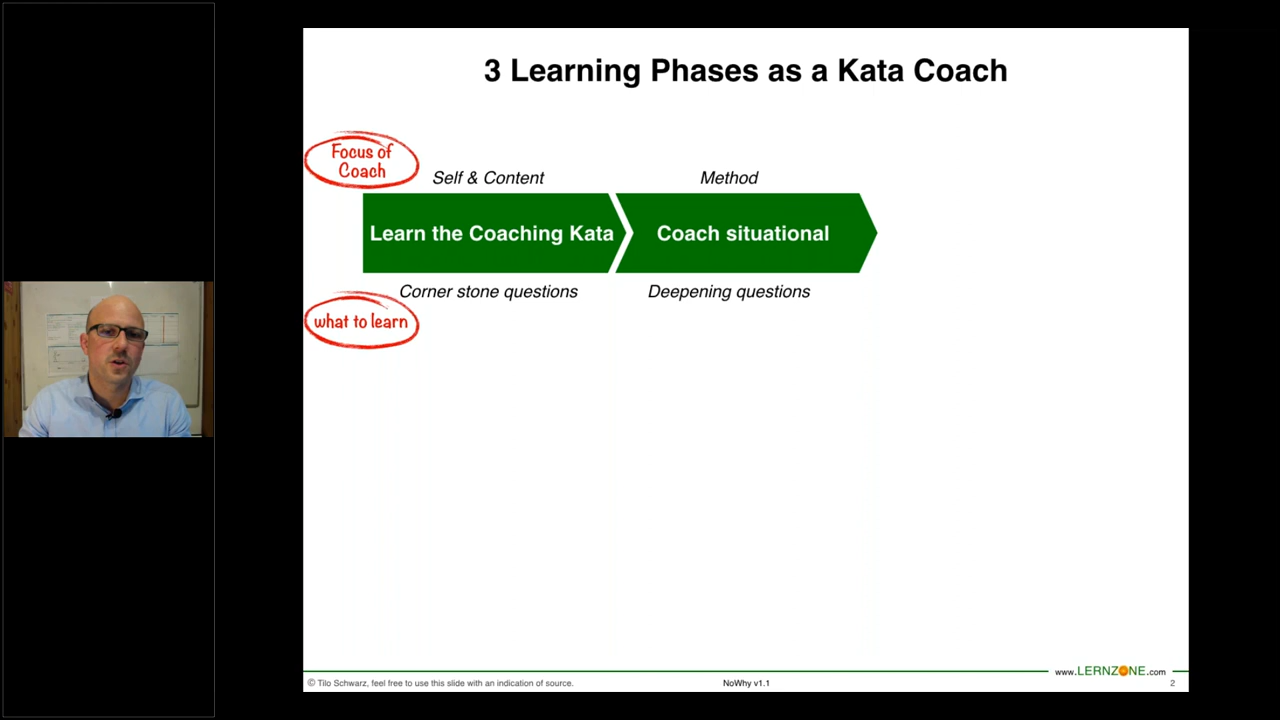 3 Learning Phases as a Kata Coach
Focus of
Coach
Self & Content
Method
Learn the Coaching Kata
Coach situational
Corner stone questions
Deepening questions
what to learn
www.LERNZONE.com
© Tilo Schwarz, feel free to use this slide with an indication of source.
NoWhy v1.1
2